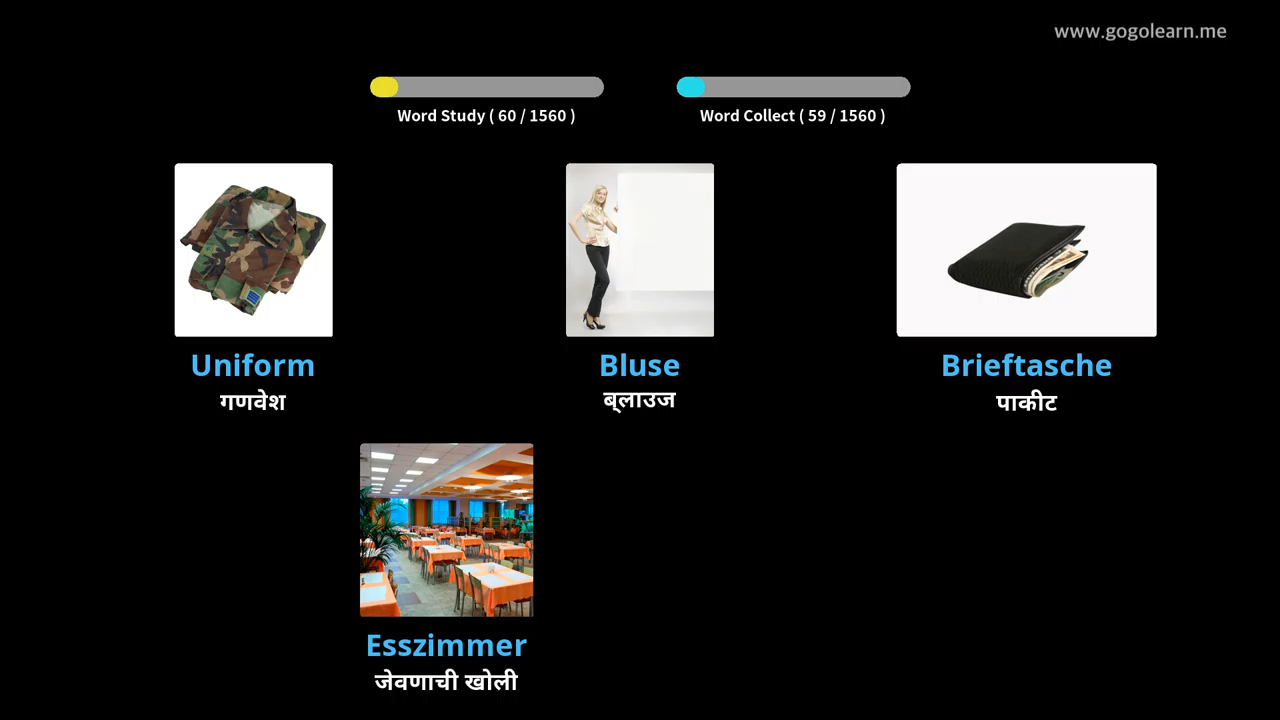 www.gogolearn.me
Word Study ( 60 / 1560 )
Word Collect ( 59 / 1560 )
Uniform
गणवेश
Bluse
ब्लाउज
Brieftasche
पाकीट
Esszimmer
जेवणाची खोली